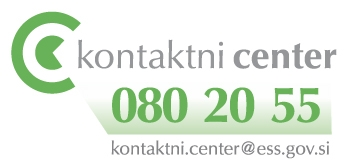 kontaktni center
080 20 55
kontaktni.center@ess.gov.si